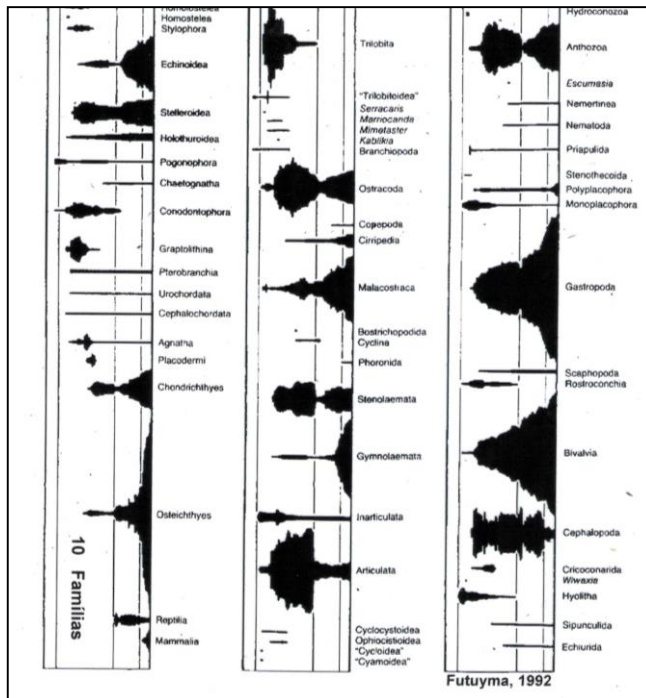 Homostelea
Stylophora
Echinoidea
Stelleroidea
Holothuroidea
Pogonophora
Chaetognatha
Conodontophora
Graptolithina
Pterobranchia
Urochordata
Cephalochordata
Agnatha
Placodermi
Chondrichthyes
Osteichthyes
Reptilia
Mammalia
10 Famílias
Trilobita
"Trilobitoidea"
Serracaris
Marriocarida
Mimetaster
Kablikia
Branchiopoda
Ostracoda
Copepoda
Cirripedia
Malacostraca
Bostrichopodida
Cyclina
Phoronida
Stenolaemata
Gymnolaemata
Inarticulata
Articulata
Cyclocystoidea
Ophiocistioidea
"Cycloidea"
"Cyamoidea"
Hydroconozoa
Anthozoa
Escumasia
Nemertinea
Nematoda
Priapulida
Stenothecoida
Polyplacophora
Monoplacophora
Gastropoda
Scaphopoda
Rostroconchia
Bivalvia
Cephalopoda
Cricoconarida
Wiwaxia
Hyolitha
Sipunculida
Echiurida
Futuyma, 1992